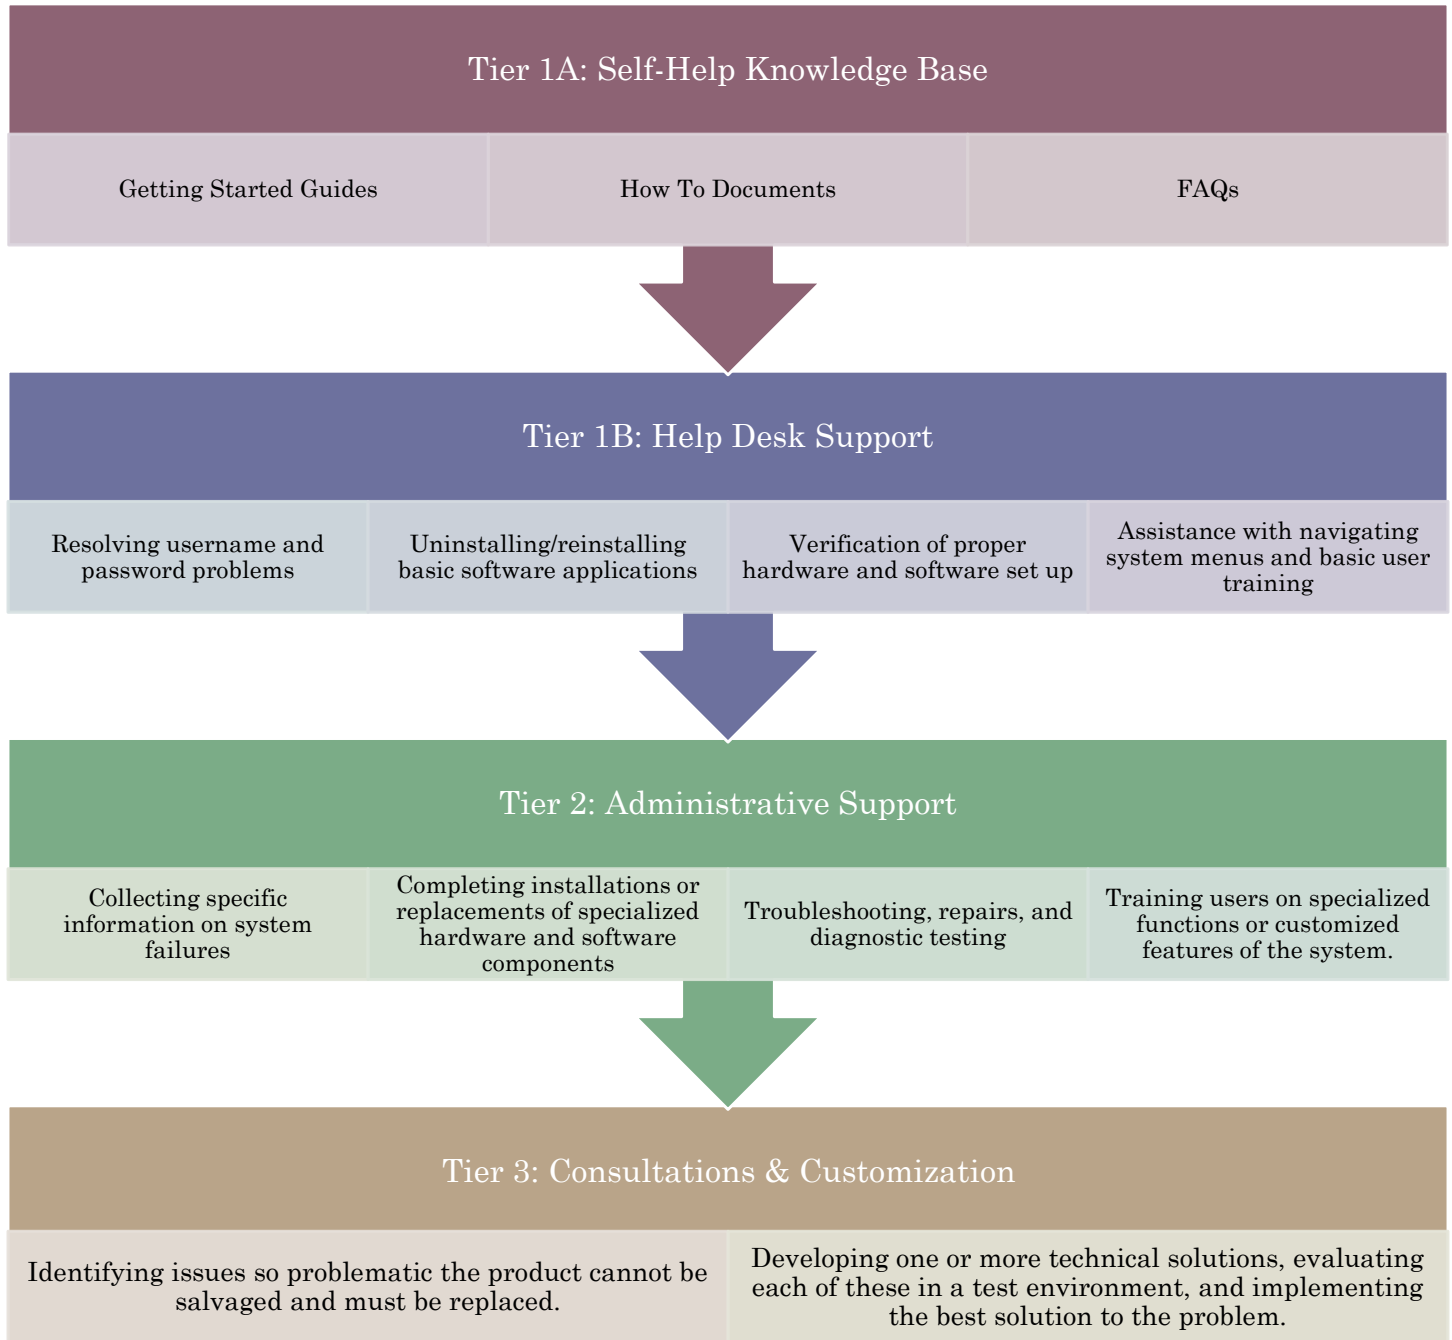 Tier 1A: Self-Help Knowledge Base
Getting Started Guides
How To Documents
FAQs
Tier 1B: Help Desk Support
Resolving username and
password problems
Uninstalling/reinstalling
basic software applications
Verification of proper
hardware and software set up
Assistance with navigating
system menus and basic user
training
Tier 2: Administrative Support
Collecting specific
information on system
failures
Completing installations or
replacements of specialized
hardware and software
components
Troubleshooting, repairs, and
diagnostic testing
Training users on specialized
functions or customized
features of the system.
Tier 3: Consultations & Customization
Identifying issues so problematic the product cannot be
salvaged and must be replaced.
Developing one or more technical solutions, evaluating
each of these in a test environment, and implementing
the best solution to the problem.